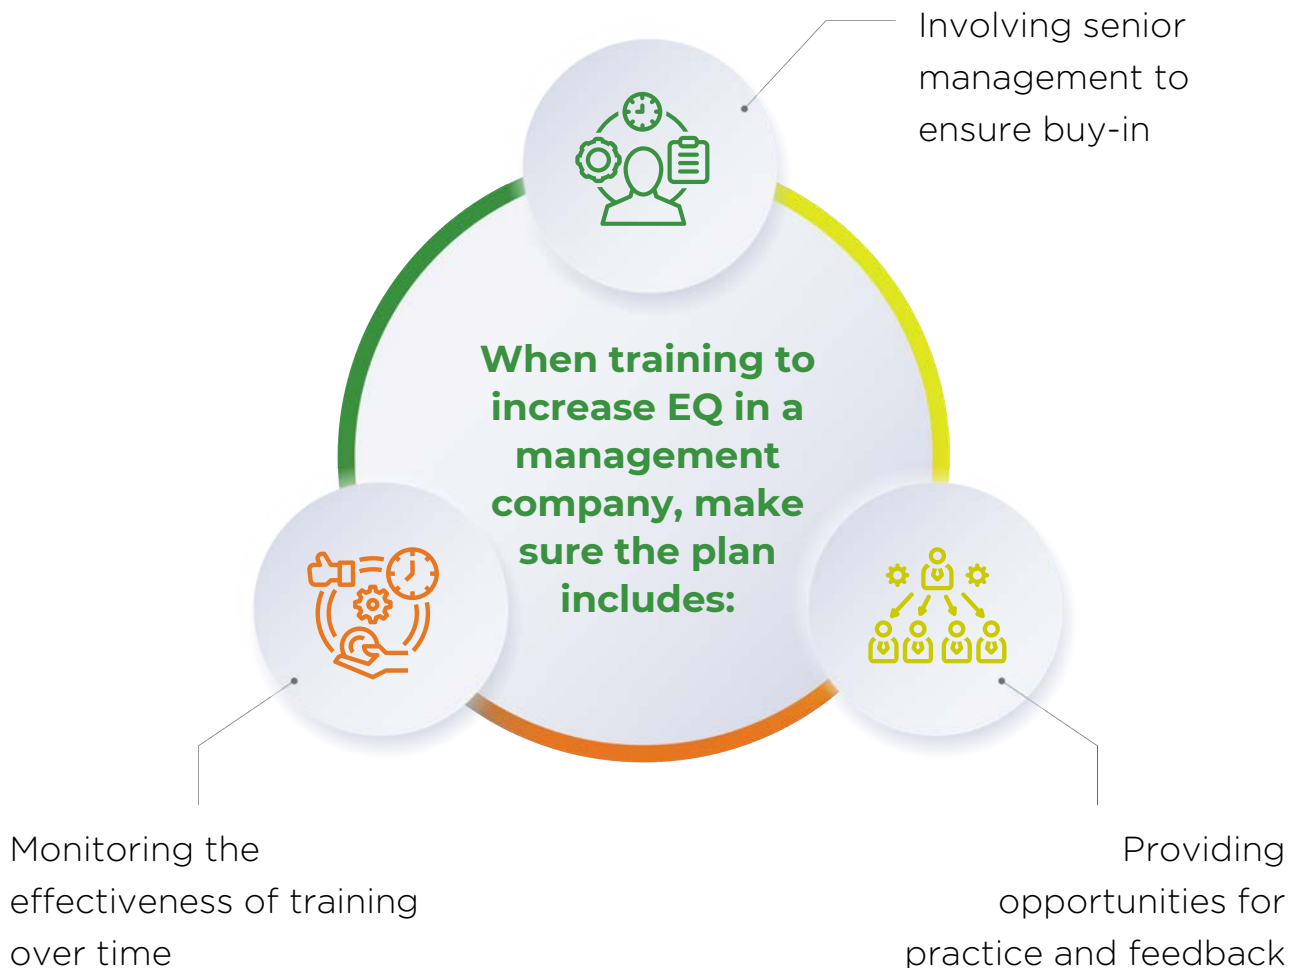 Involving senior
management to
ensure buy-in
When training to
increase EQ in a
management
company, make
sure the plan
includes:
Monitoring the
effectiveness of training
over time
Providing
opportunities for
practice and feedback